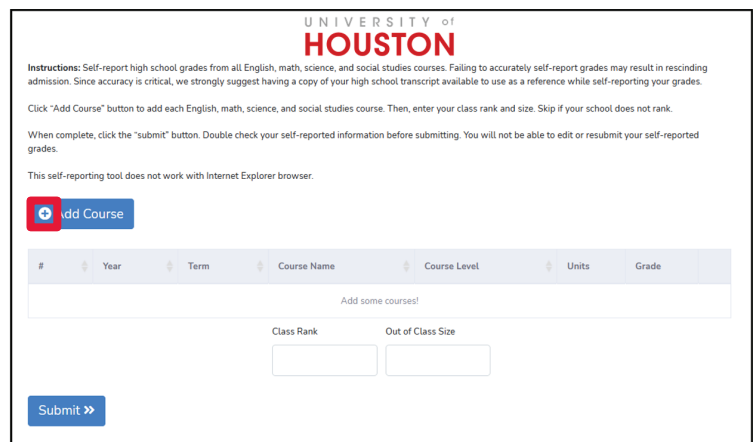 UNIVERSITY of
HOUSTON
Instructions: Self-report high school grades from all English, math, science, and social studies courses. Failing to accurately self-report grades may result in rescinding
admission. Since accuracy is critical, we strongly suggest having a copy of your high school transcript available to use as a reference while self-reporting your grades.
Click "Add Course" button to add each English, math, science, and social studies course. Then, enter your class rank and size. Skip if your school does not rank.
When complete, click the "submit" button. Double check your self-reported information before submitting. You will not be able to edit or resubmit your self-reported
grades.
This self-reporting tool does not work with Internet Explorer browser.
Add Course
# Year Term Course Name Course Level Units Grade
Add some courses!
Class Rank Out of Class Size
Submit »